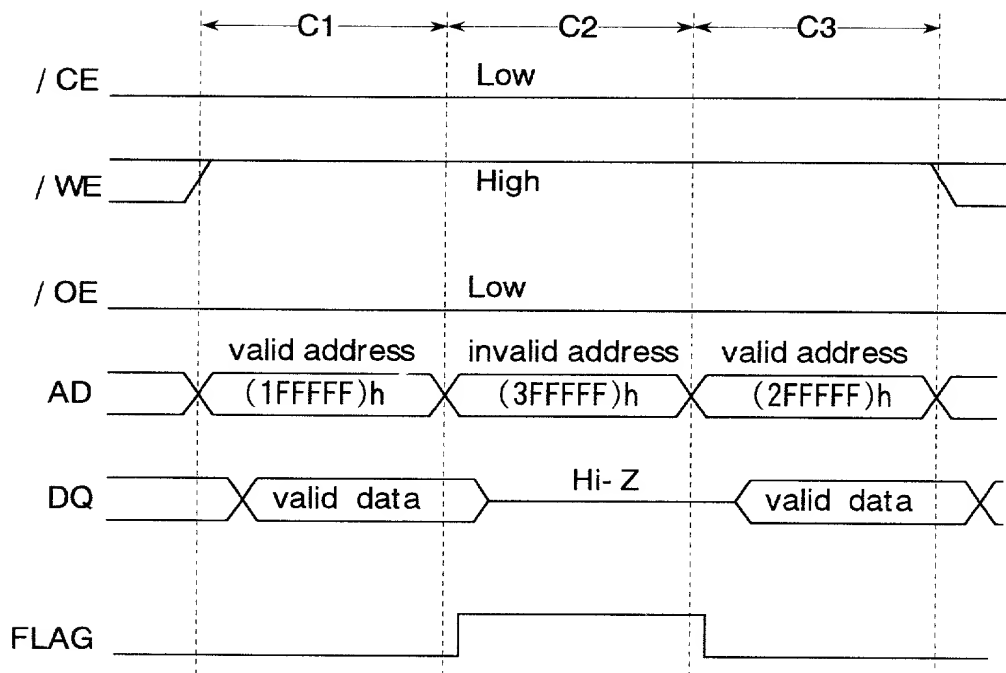 C1 C2 C3
/ CE Low
/ WE High
/ OE Low
valid address invalid address valid address
AD (1FFFFF)h (3FFFFF)h (2FFFFF)h
DQ valid data Hi-Z valid data
FLAG